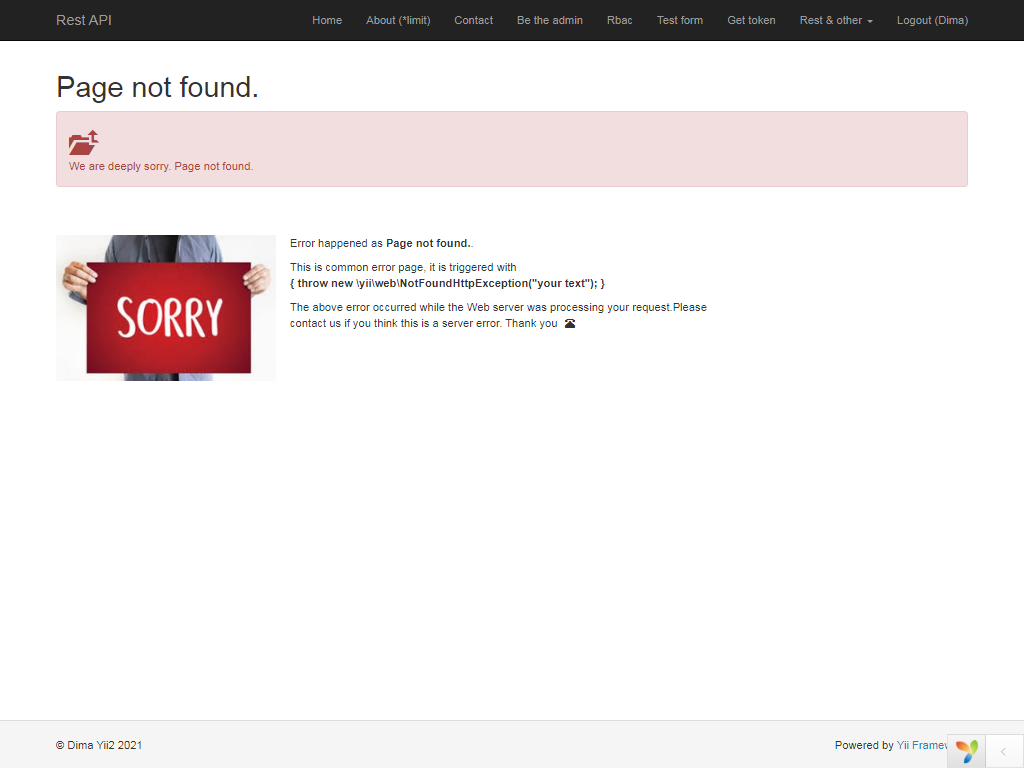 Rest API
Home
About (*limit)
Contact
Be the admin
Rbac
Test form
Get token
Rest & other
Logout (Dima)
Page not found.
We are deeply sorry. Page not found.
SORRY
Error happened as Page not found..
This is common error page, it is triggered with
{ throw new \yii\web\NotFoundHttpException("your text"); }
The above error occurred while the Web server was processing your request.Please
contact us if you think this is a server error. Thank you
© Dima Yii2 2021
Powered by Yii